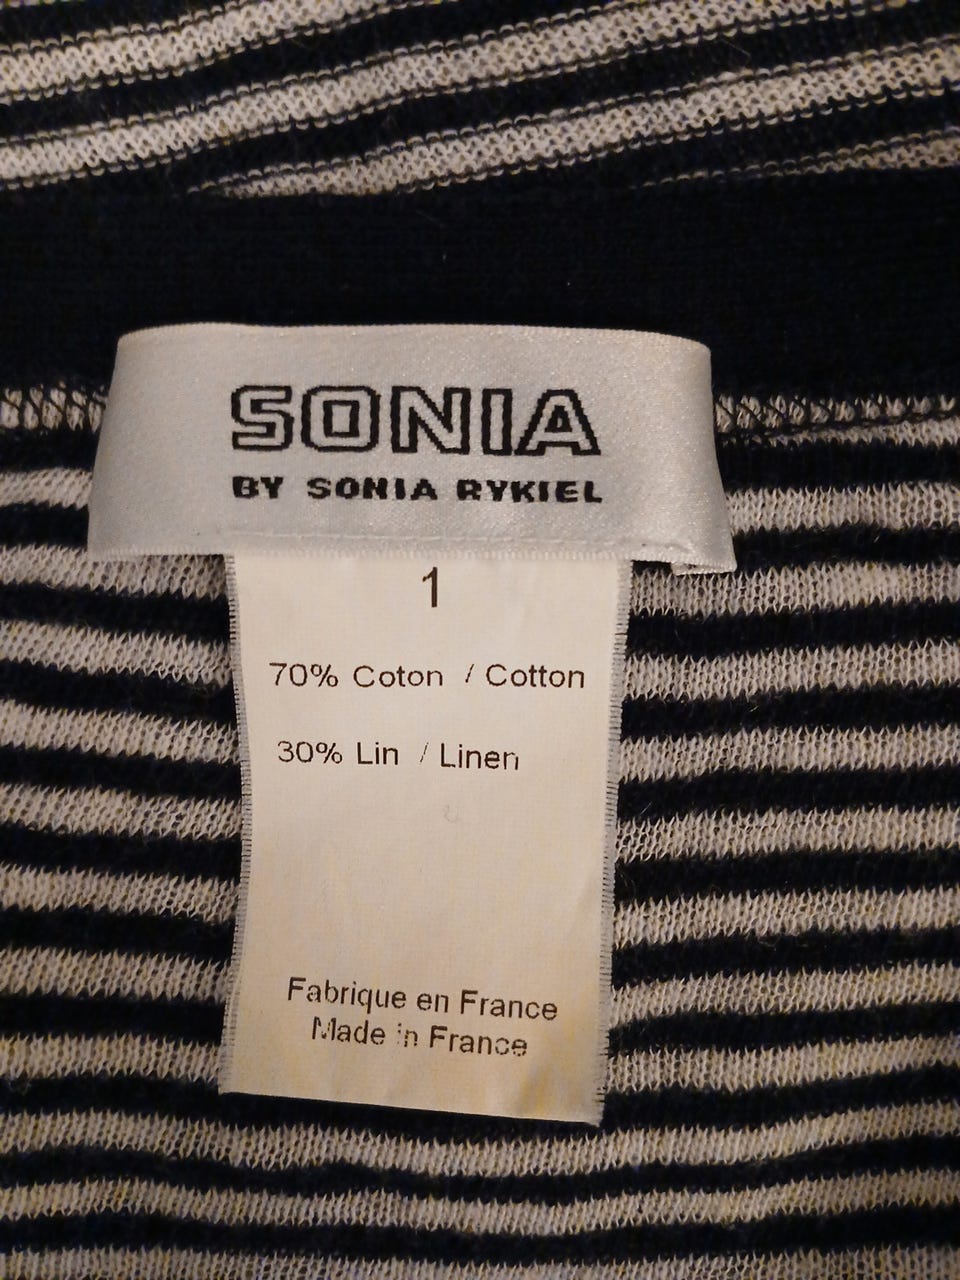 SONIA
BY SONIA RYKIEL
1
70% Coton / Cotton
30% Lin / Linen
Fabrique en France
Made in France